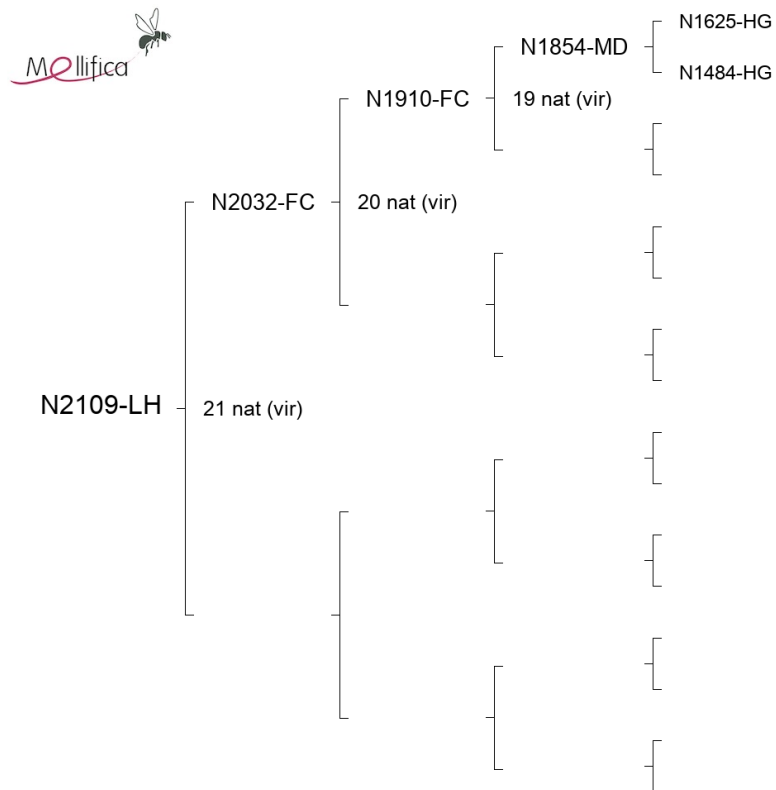 Mellifica
N1625-HG
N1854-MD
N1484-HG
N1910-FC
19 nat (vir)
N2032-FC
20 nat (vir)
N2109-LH
21 nat (vir)